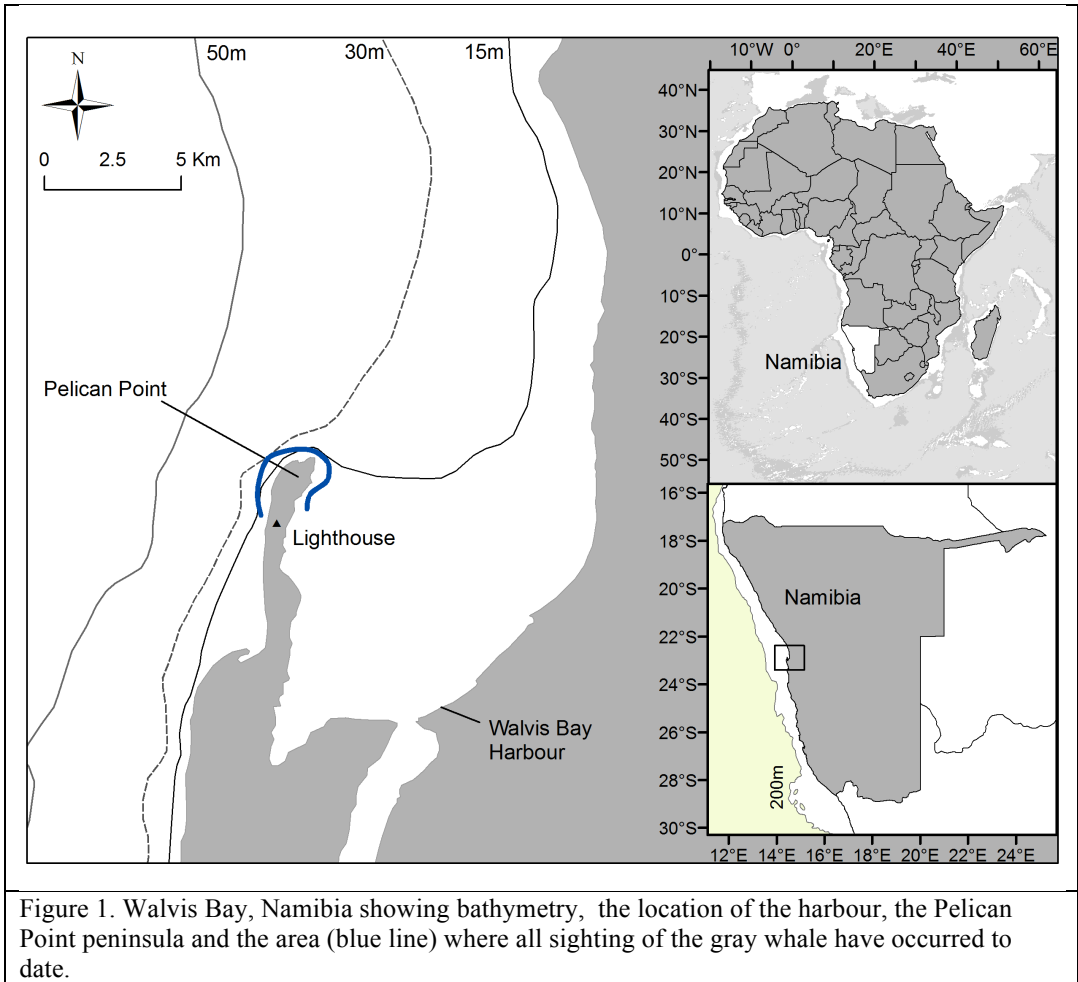 50m 30m 15m
N
0 2.5 5 Km
Pelican Point
Lighthouse
Walvis Bay
Harbour
10°W 0° 20°E 40°E 60°E
40°N
30°N
20°N
10°N
0°
10°S
20°S
30°S
40°S
50°S
Namibia
16°S
18°S
20°S
22°S
24°S
26°S
28°S
30°S
Namibia
200m
12°E 14°E 16°E 18°E 20°E 22°E 24°E
Figure 1. Walvis Bay, Namibia showing bathymetry, the location of the harbour, the Pelican
Point peninsula and the area (blue line) where all sighting of the gray whale have occurred to
date.